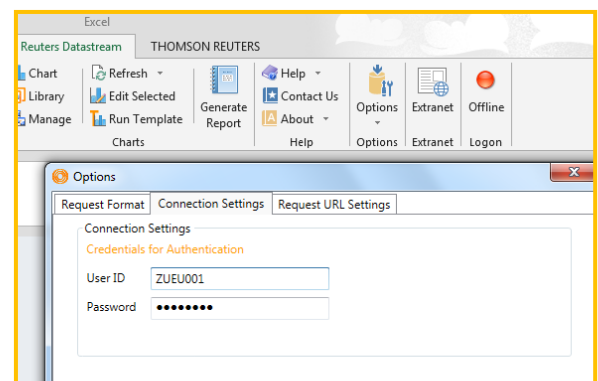 Excel
Reuters Datastream THOMSON REUTERS
Chart Refresh Help
Library Edit Selected Generate Report Contact Us Options Extranet Offline
Manage Run Template About
Charts Help Options Extranet Logon
Options
Request Format Connection Settings Request URL Settings
Connection Settings
Credentials for Authentication
User ID ZUEU001
Password ••••••••